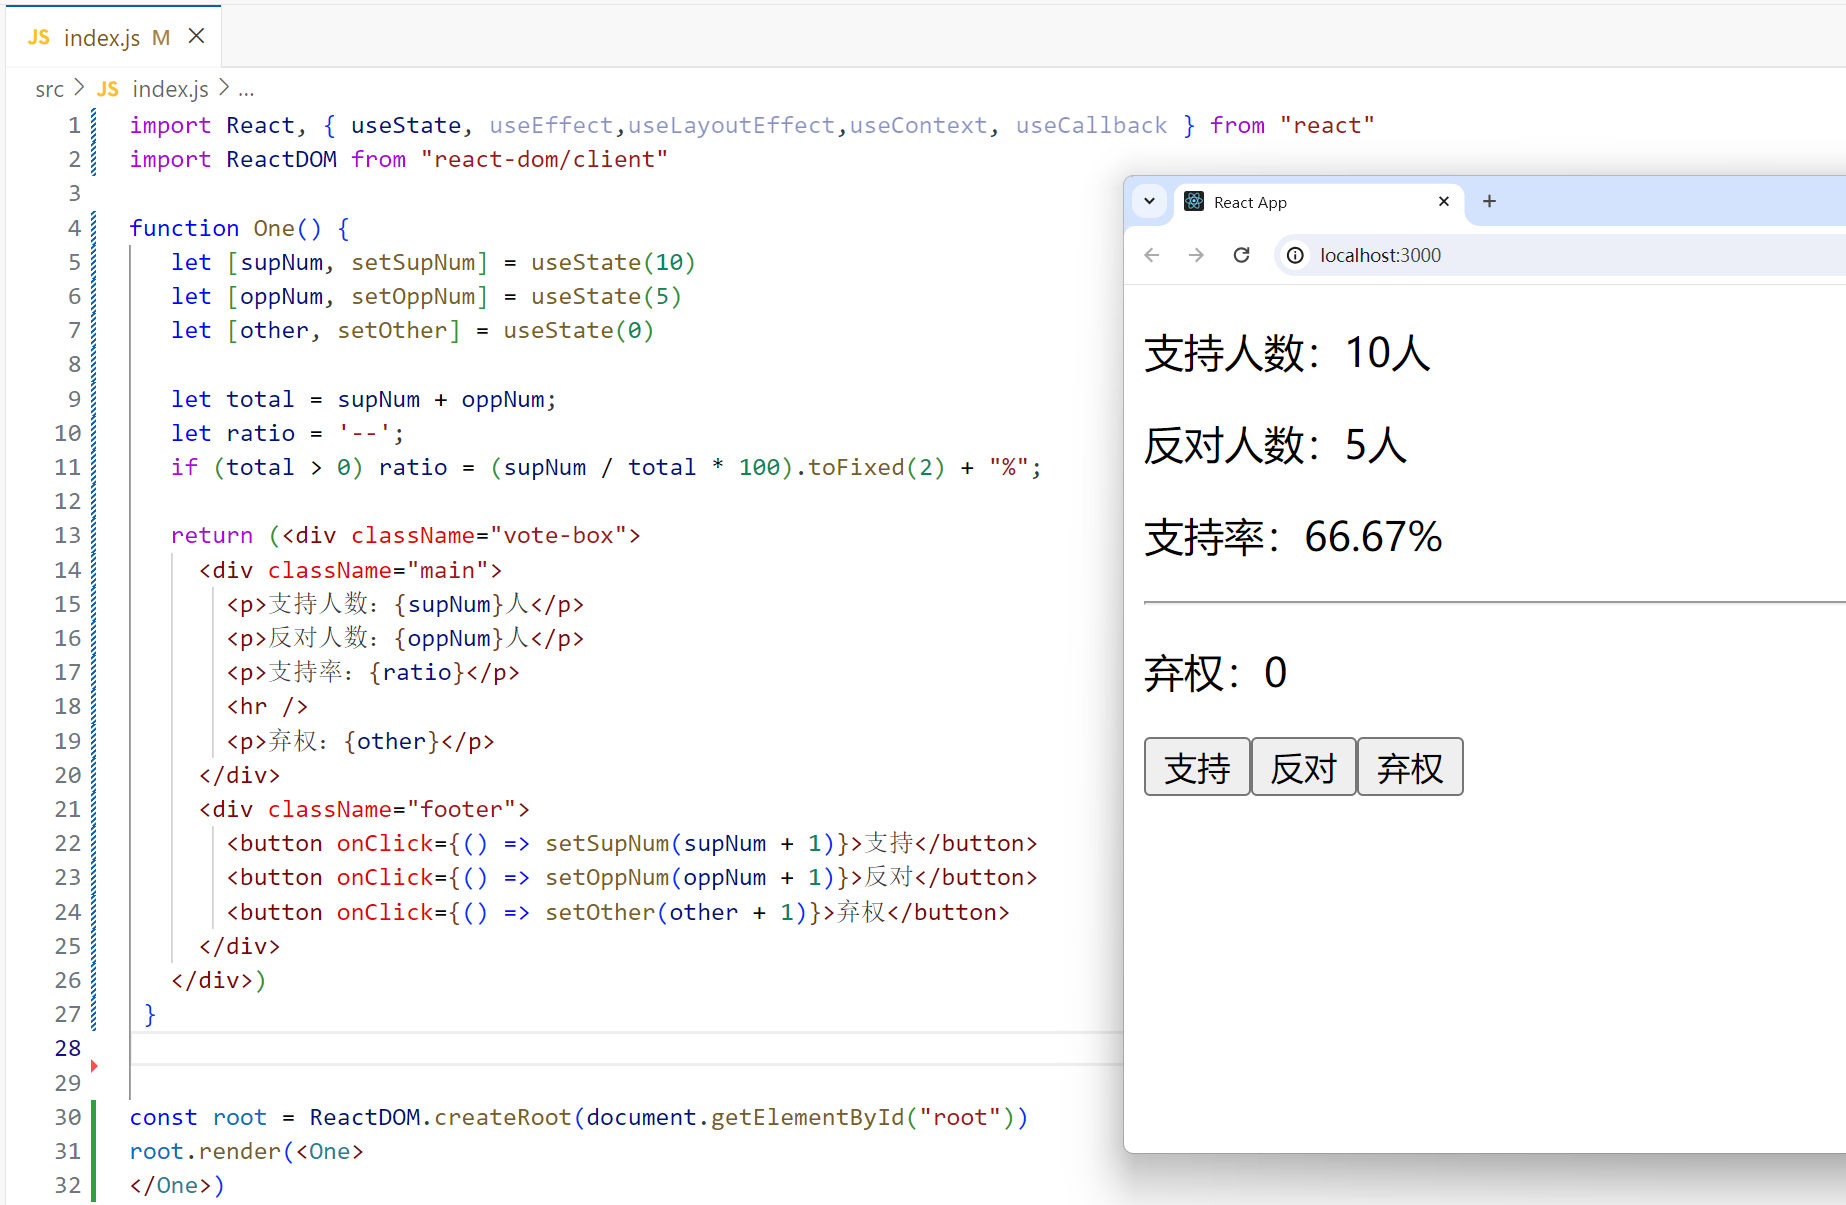 JS index.js M
src > JS index.js > ...
1 import React, { useState, useEffect,useLayoutEffect,useContext, useCallback } from "react"
2 import ReactDOM from "react-dom/client"
3
4 function One() {
5 let [supNum, setSupNum] = useState(10)
6 let [oppNum, setOppNum] = useState(5)
7 let [other, setOther] = useState(0)
8
9 let total = supNum + oppNum;
10 let ratio = '--';
11 if (total > 0) ratio = (supNum / total * 100).toFixed(2) + "%";
12
13 return (<div className="vote-box">
14 <div className="main">
15 <p>支持人数：{supNum}人</p>
16 <p>反对人数：{oppNum}人</p>
17 <p>支持率：{ratio}</p>
18 <hr />
19 <p>弃权：{other}</p>
20 </div>
21 <div className="footer">
22 <button onClick={() => setSupNum(supNum + 1)}>支持</button>
23 <button onClick={() => setOppNum(oppNum + 1)}>反对</button>
24 <button onClick={() => setOther(other + 1)}>弃权</button>
25 </div>
26 </div>)
27 }
28
29
30 const root = ReactDOM.createRoot(document.getElementById("root"))
31 root.render(<One>
32 </One>)
React App
localhost:3000
支持人数：10人
反对人数：5人
支持率：66.67%
弃权：0
支持 反对 弃权